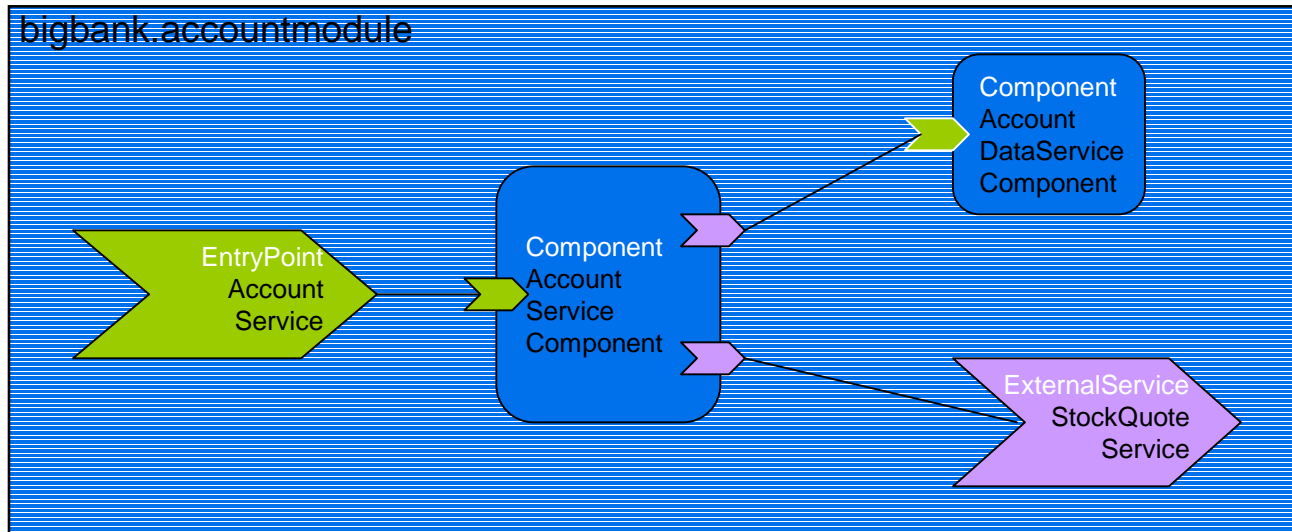 bigbank.accountmodule
Component
Account
DataService
Component
EntryPoint
Account
Service
Component
Account
Service
Component
ExternalService
StockQuote
Service